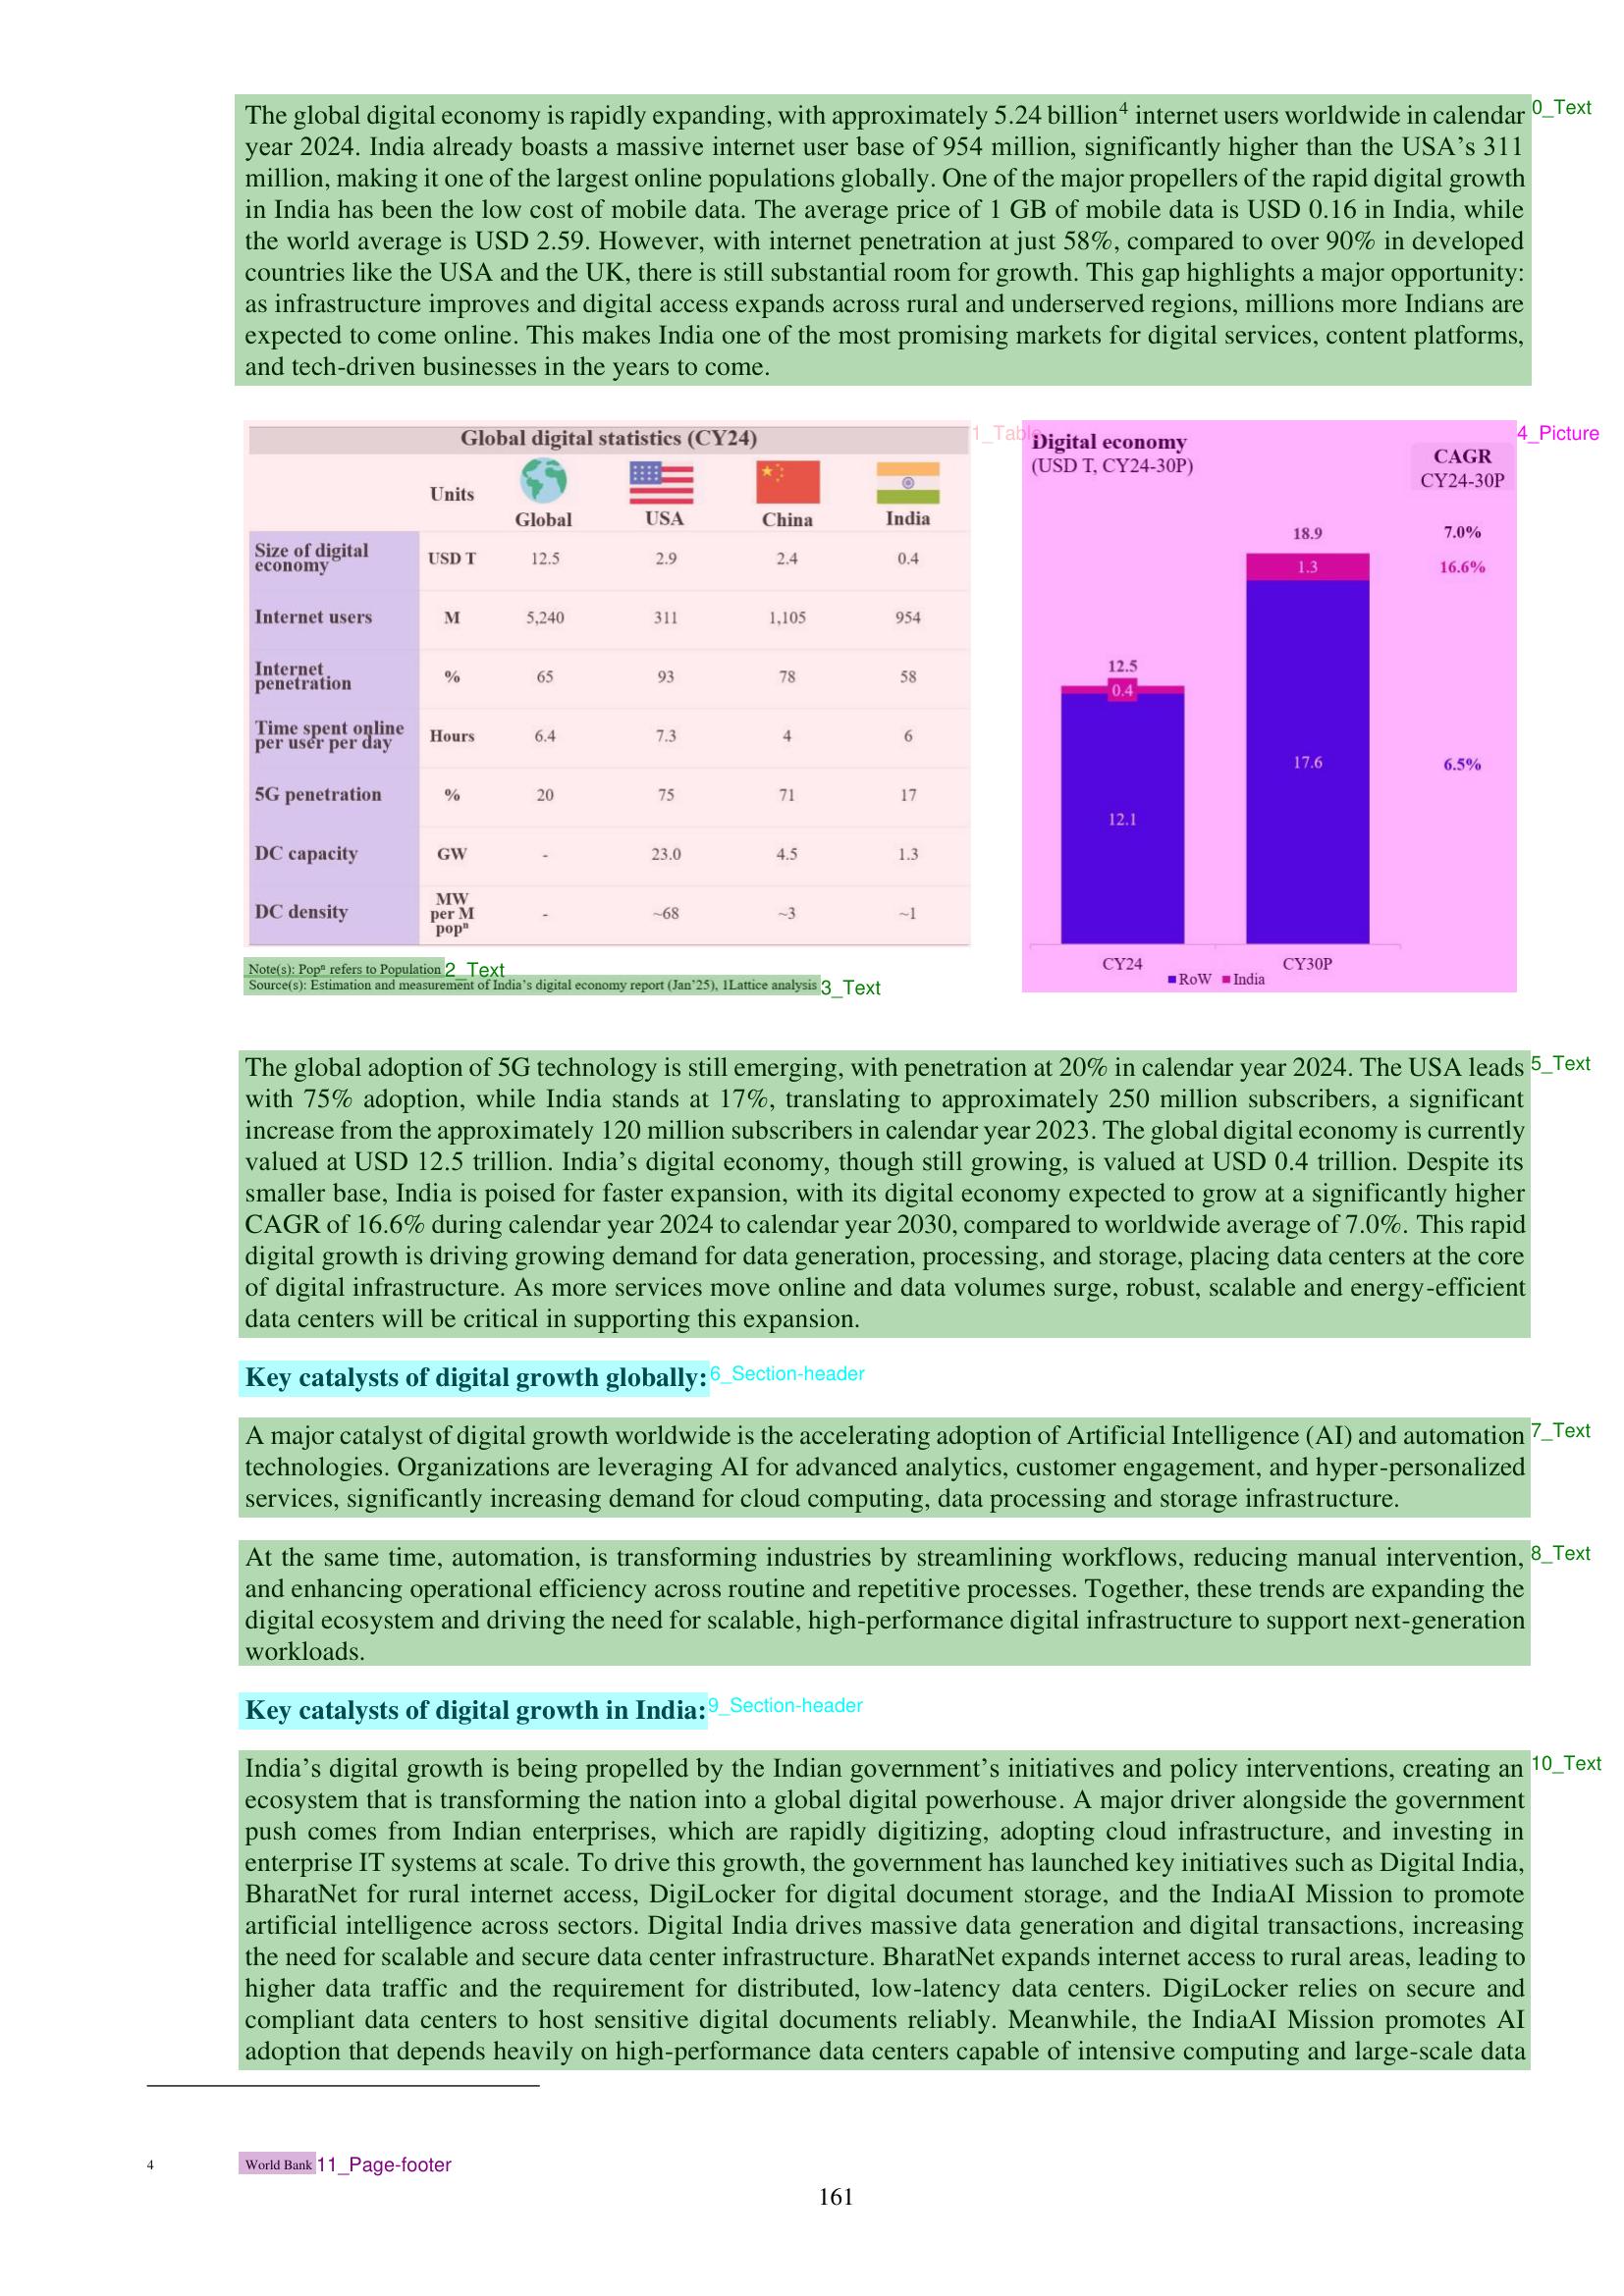 The global digital economy is rapidly expanding, with approximately 5.24 billion4 internet users worldwide in calendar
0_Text
year 2024. India already boasts a massive internet user base of 954 million, significantly higher than the USA's 311
million, making it one of the largest online populations globally. One of the major propellers of the rapid digital growth
in India has been the low cost of mobile data. The average price of 1 GB of mobile data is USD 0.16 in India, while
the world average is USD 2.59. However, with internet penetration at just 58%, compared to over 90% in developed
countries like the USA and the UK, there is still substantial room for growth. This gap highlights a major opportunity:
as infrastructure improves and digital access expands across rural and underserved regions, millions more Indians are
expected to come online. This makes India one of the most promising markets for digital services, content platforms,
and tech-driven businesses in the years to come.
Global digital statistics (CY24)
1_Table
Units Global USA China India
Size of digital economy USD T 12.5 2.9 2.4 0.4
Internet users M 5,240 311 1,105 954
Internet penetration % 65 93 78 58
Time spent online per user per day Hours 6.4 7.3 4 6
5G penetration % 20 75 71 17
DC capacity GW - 23.0 4.5 1.3
DC density MW per M popⁿ - ~68 ~3 ~1
Note(s): Popⁿ refers to Population
2_Text
Source(s): Estimation and measurement of India's digital economy report (Jan'25), 1Lattice analysis
3_Text
Digital economy
4_Picture
(USD T, CY24-30P)
CAGR
CY24-30P
18.9 7.0%
1.3 16.6%
12.5
0.4
17.6 6.5%
12.1
CY24 CY30P
RoW India
The global adoption of 5G technology is still emerging, with penetration at 20% in calendar year 2024. The USA leads
5_Text
with 75% adoption, while India stands at 17%, translating to approximately 250 million subscribers, a significant
increase from the approximately 120 million subscribers in calendar year 2023. The global digital economy is currently
valued at USD 12.5 trillion. India's digital economy, though still growing, is valued at USD 0.4 trillion. Despite its
smaller base, India is poised for faster expansion, with its digital economy expected to grow at a significantly higher
CAGR of 16.6% during calendar year 2024 to calendar year 2030, compared to worldwide average of 7.0%. This rapid
digital growth is driving growing demand for data generation, processing, and storage, placing data centers at the core
of digital infrastructure. As more services move online and data volumes surge, robust, scalable and energy-efficient
data centers will be critical in supporting this expansion.
Key catalysts of digital growth globally:
6_Section-header
A major catalyst of digital growth worldwide is the accelerating adoption of Artificial Intelligence (AI) and automation
7_Text
technologies. Organizations are leveraging AI for advanced analytics, customer engagement, and hyper-personalized
services, significantly increasing demand for cloud computing, data processing and storage infrastructure.
At the same time, automation, is transforming industries by streamlining workflows, reducing manual intervention,
8_Text
and enhancing operational efficiency across routine and repetitive processes. Together, these trends are expanding the
digital ecosystem and driving the need for scalable, high-performance digital infrastructure to support next-generation
workloads.
Key catalysts of digital growth in India:
9_Section-header
India's digital growth is being propelled by the Indian government's initiatives and policy interventions, creating an
10_Text
ecosystem that is transforming the nation into a global digital powerhouse. A major driver alongside the government
push comes from Indian enterprises, which are rapidly digitizing, adopting cloud infrastructure, and investing in
enterprise IT systems at scale. To drive this growth, the government has launched key initiatives such as Digital India,
BharatNet for rural internet access, DigiLocker for digital document storage, and the IndiaAI Mission to promote
artificial intelligence across sectors. Digital India drives massive data generation and digital transactions, increasing
the need for scalable and secure data center infrastructure. BharatNet expands internet access to rural areas, leading to
higher data traffic and the requirement for distributed, low-latency data centers. DigiLocker relies on secure and
compliant data centers to host sensitive digital documents reliably. Meanwhile, the IndiaAI Mission promotes AI
adoption that depends heavily on high-performance data centers capable of intensive computing and large-scale data
4 World Bank
11_Page-footer
161